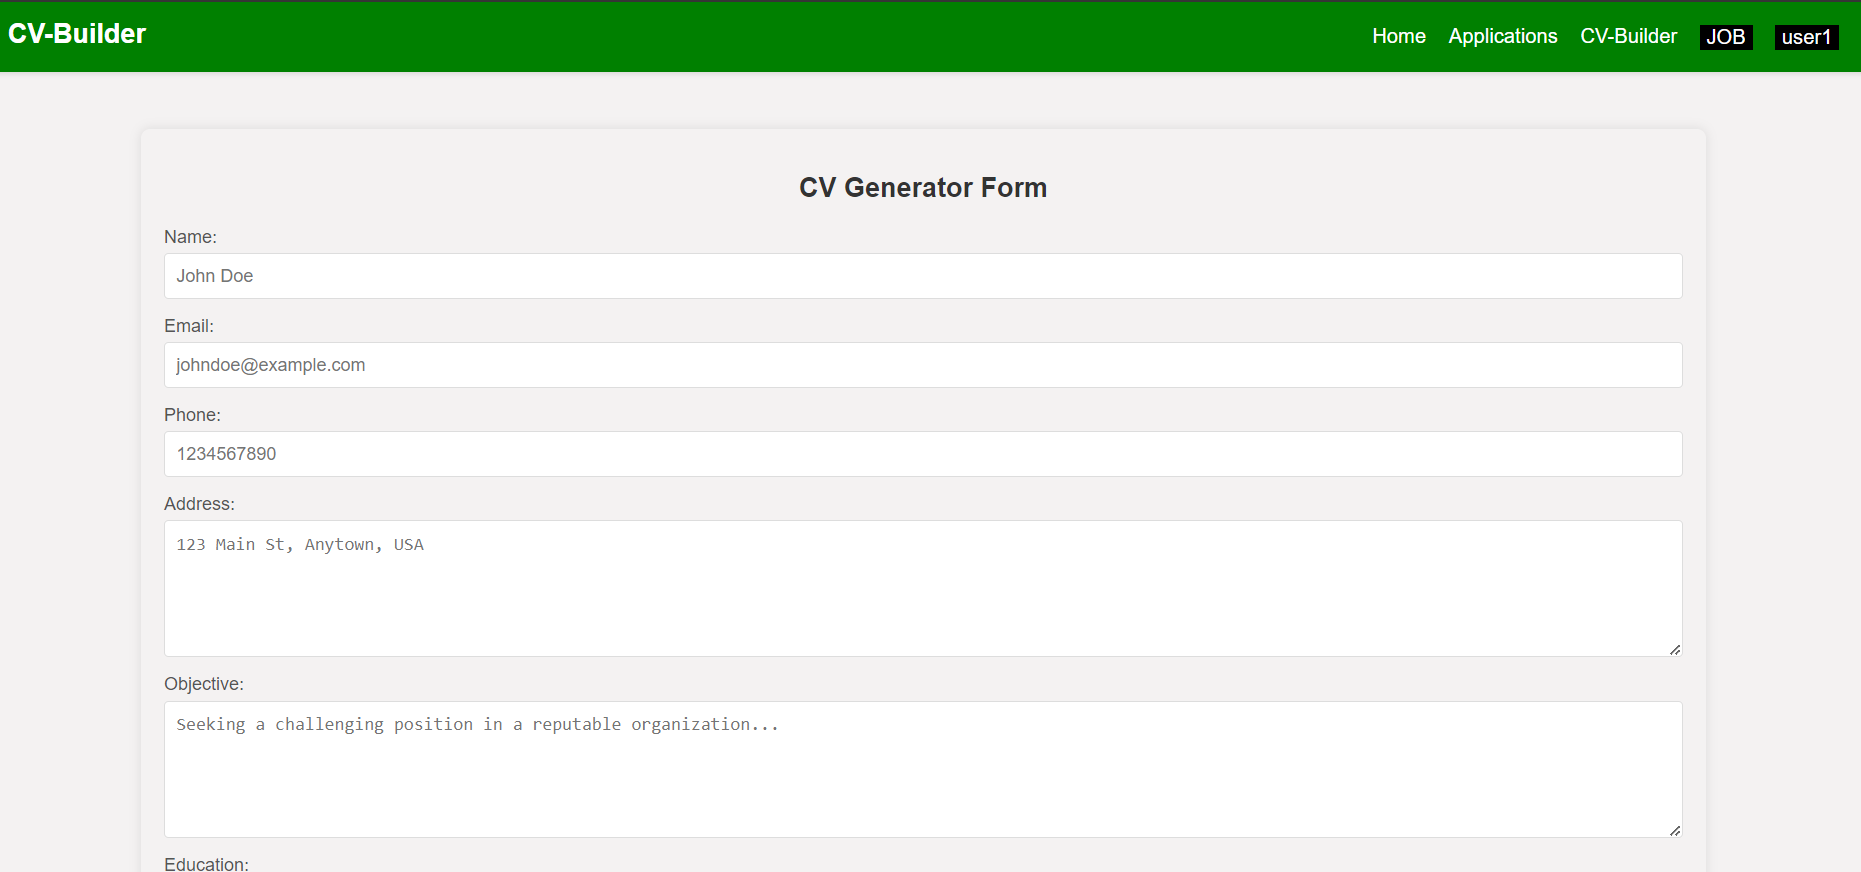 CV-Builder
Home Applications CV-Builder JOB user1
CV Generator Form
Name:
John Doe
Email:
johndoe@example.com
Phone:
1234567890
Address:
123 Main St, Anytown, USA
Objective:
Seeking a challenging position in a reputable organization...
Education: